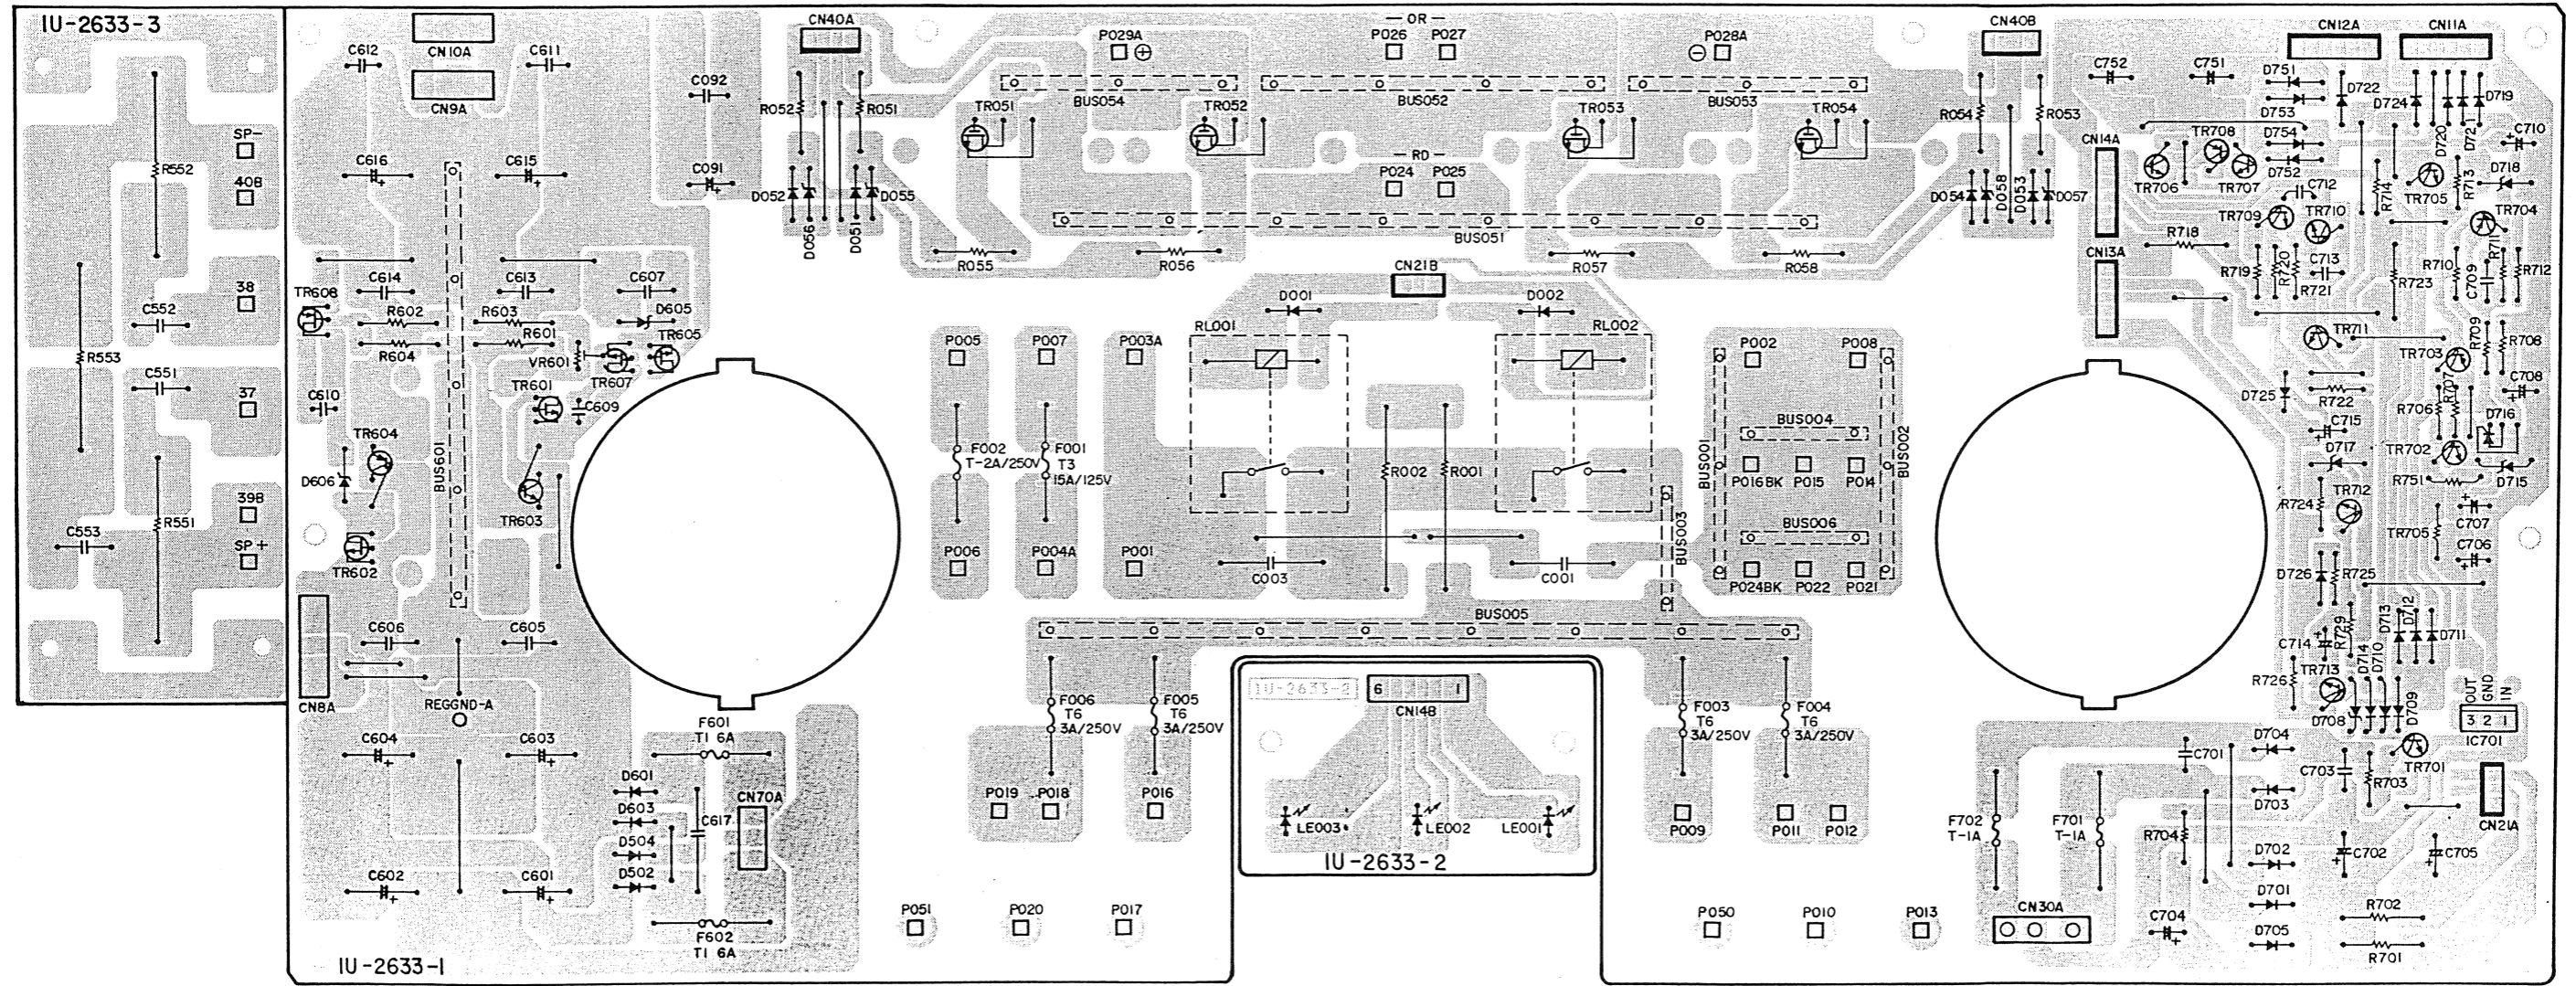 1U-2633-3
SP-
40B
R552
38
C552
R553
C551
37
39B
R551
C553
SP+
CN10A
C612
C611
CN9A
C092
C616
C615
C091
CN40A
R052
R051
D052
D056
D051
D055
P029A ⊕
— OR —
P026 P027
⊖ P028A
BUS054
BUS052
BUS053
TR051
TR052
TR053
TR054
— RD —
P024 P025
BUS051
R055
R056
R057
R058
CN40B
R054
R053
D054
D058
D053
D057
CN12A
CN11A
C752
C751
D751
D753
D722
D724
D719
D720
D721
C710
CN14A
TR708
D754
D752
TR706
TR707
C712
R714
TR705
R713
D718
TR709
TR710
TR704
R718
CN13A
R719
R720
R721
C713
R723
R710
C709
R711
R712
TR711
R709
R708
TR703
D725
R722
R706
R707
C708
C715
D716
D717
TR702
D715
R751
R724
TR712
C707
TR705
C706
D726
R725
R729
D713
D712
D711
C714
D714
D710
TR713
R726
D708
D709
OUT
GND
IN
3 2 1
IC701
TR701
D704
C701
C703
R703
D703
CN21A
F702
T-1A
F701
T-1A
R704
D702
C702
C705
D701
R702
CN30A
C704
D705
R701
TR608
C614
C613
C607
R602
R603
D605
R601
TR605
R604
VR601
TR607
TR601
C610
C609
TR604
BUS601
D606
TR603
TR602
C606
C605
CN8A
REGGND-A
C604
C603
F601
T1 6A
D601
D603
CN70A
C617
D504
D502
C602
C601
F602
T1 6A
1U-2633-1
CN21B
D001
D002
RL001
RL002
P005
P007
P003A
P002
P008
BUS004
BUS001
BUS002
F002
T-2A/250V
F001
T3
15A/125V
R002
R001
P016BK P015 P014
BUS003
BUS006
P006
P004A
P001
C003
C001
P024BK P022 P021
BUS005
F006
T6
3A/250V
F005
T6
3A/250V
1U-2633-2
6 1
CN14B
F003
T6
3A/250V
F004
T6
3A/250V
P019 P018
P016
LE003
LE002
LE001
P009
P011 P012
1U-2633-2
P051
P020
P017
P050
P010
P013